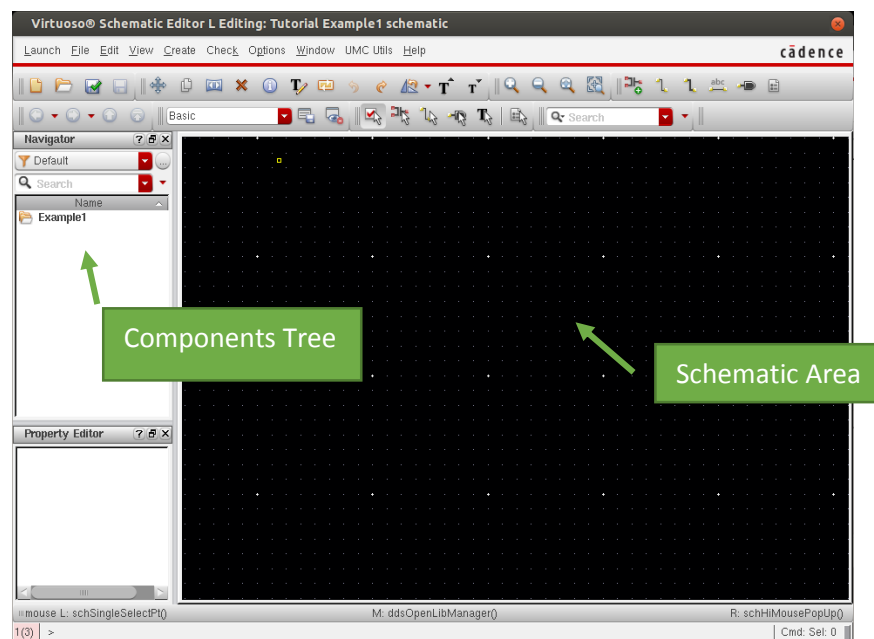 Virtuoso® Schematic Editor L Editing: Tutorial Example1 schematic
Launch File Edit View Create Check Options Window UMC Utils Help
cādence
abc
Basic
Search
Navigator
Default
Search
Name
Example1
Components Tree
Schematic Area
Property Editor
mouse L: schSingleSelectPt() M: ddsOpenLibManager() R: schHiMousePopUp()
1(3) > Cmd: Sel: 0